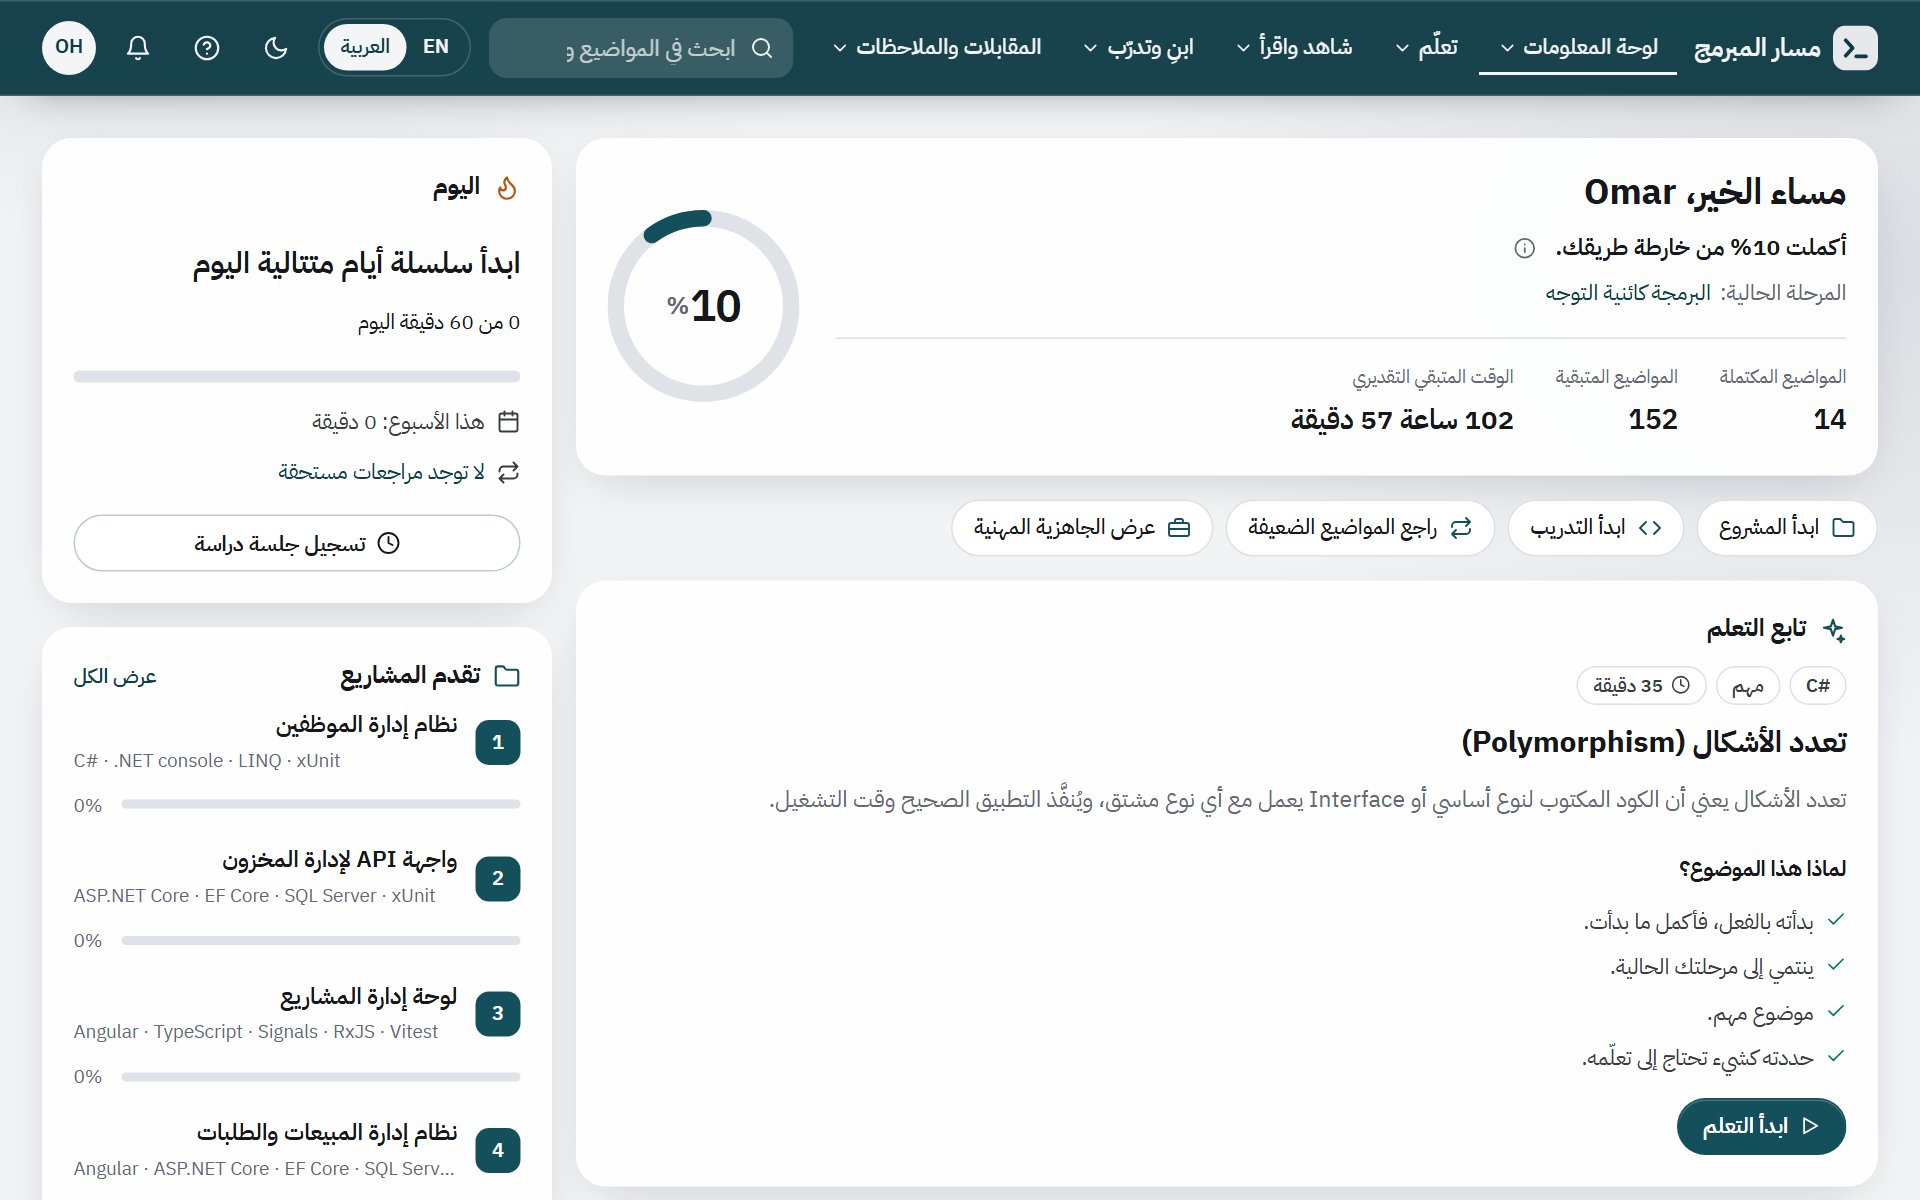 مسار المبرمج
لوحة المعلومات
تعلّم
شاهد واقرأ
ابنِ وتدرّب
المقابلات والملاحظات
ابحث في المواضيع و
EN
العربية
OH
مساء الخير، Omar
أكملت 10% من خارطة طريقك.
المرحلة الحالية: البرمجة كائنية التوجه
المواضيع المكتملة
14
المواضيع المتبقية
152
الوقت المتبقي التقديري
102 ساعة 57 دقيقة
10%
ابدأ المشروع
ابدأ التدريب
راجع المواضيع الضعيفة
عرض الجاهزية المهنية
تابع التعلم
C#
مهم
35 دقيقة
تعدد الأشكال (Polymorphism)
تعدد الأشكال يعني أن الكود المكتوب لنوع أساسي أو Interface يعمل مع أي نوع مشتق، ويُنفَّذ التطبيق الصحيح وقت التشغيل.
لماذا هذا الموضوع؟
بدأته بالفعل، فأكمل ما بدأت.
ينتمي إلى مرحلتك الحالية.
موضوع مهم.
حددته كشيء تحتاج إلى تعلّمه.
ابدأ التعلم
اليوم
ابدأ سلسلة أيام متتالية اليوم
0 من 60 دقيقة اليوم
هذا الأسبوع: 0 دقيقة
لا توجد مراجعات مستحقة
تسجيل جلسة دراسة
تقدم المشاريع
عرض الكل
1
نظام إدارة الموظفين
C# · .NET console · LINQ · xUnit
0%
2
واجهة API لإدارة المخزون
ASP.NET Core · EF Core · SQL Server · xUnit
0%
3
لوحة إدارة المشاريع
Angular · TypeScript · Signals · RxJS · Vitest
0%
4
نظام إدارة المبيعات والطلبات
Angular · ASP.NET Core · EF Core · SQL Serv...